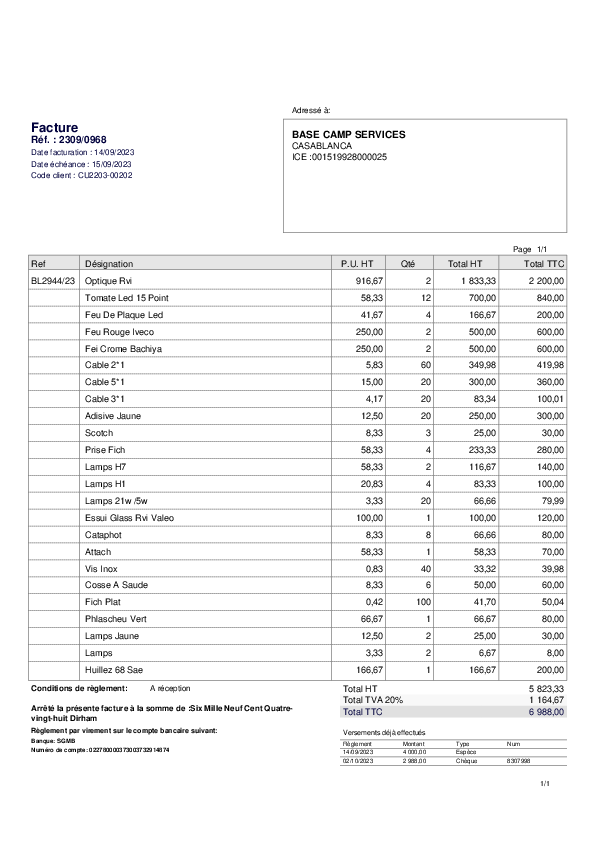 Adressé à:
Facture
Réf. : 2309/0968
Date facturation : 14/09/2023
Date échéance : 15/09/2023
Code client : CU2203-00202
BASE CAMP SERVICES
CASABLANCA
ICE :001519928000025
Page 1/1
Ref Désignation P.U. HT Qté Total HT Total TTC
BL2944/23 Optique Rvi 916,67 2 1 833,33 2 200,00
Tomate Led 15 Point 58,33 12 700,00 840,00
Feu De Plaque Led 41,67 4 166,67 200,00
Feu Rouge Iveco 250,00 2 500,00 600,00
Fei Crome Bachiya 250,00 2 500,00 600,00
Cable 2*1 5,83 60 349,98 419,98
Cable 5*1 15,00 20 300,00 360,00
Cable 3*1 4,17 20 83,34 100,01
Adisive Jaune 12,50 20 250,00 300,00
Scotch 8,33 3 25,00 30,00
Prise Fich 58,33 4 233,33 280,00
Lamps H7 58,33 2 116,67 140,00
Lamps H1 20,83 4 83,33 100,00
Lamps 21w /5w 3,33 20 66,66 79,99
Essui Glass Rvi Valeo 100,00 1 100,00 120,00
Cataphot 8,33 8 66,66 80,00
Attach 58,33 1 58,33 70,00
Vis Inox 0,83 40 33,32 39,98
Cosse A Saude 8,33 6 50,00 60,00
Fich Plat 0,42 100 41,70 50,04
Phlascheu Vert 66,67 1 66,67 80,00
Lamps Jaune 12,50 2 25,00 30,00
Lamps 3,33 2 6,67 8,00
Huillez 68 Sae 166,67 1 166,67 200,00
Conditions de règlement: A réception
Total HT 5 823,33
Total TVA 20% 1 164,67
Total TTC 6 988,00
Arrêté la présente facture à la somme de :Six Mille Neuf Cent Quatre-
vingt-huit Dirham
Règlement par virement sur le compte bancaire suivant:
Banque: SGMB
Numéro de compte: 022780000373003732914874
Versements déjà effectués
Règlement Montant Type Num
14/09/2023 4 000,00 Espèce
02/10/2023 2 988,00 Chèque 8307998
1/1